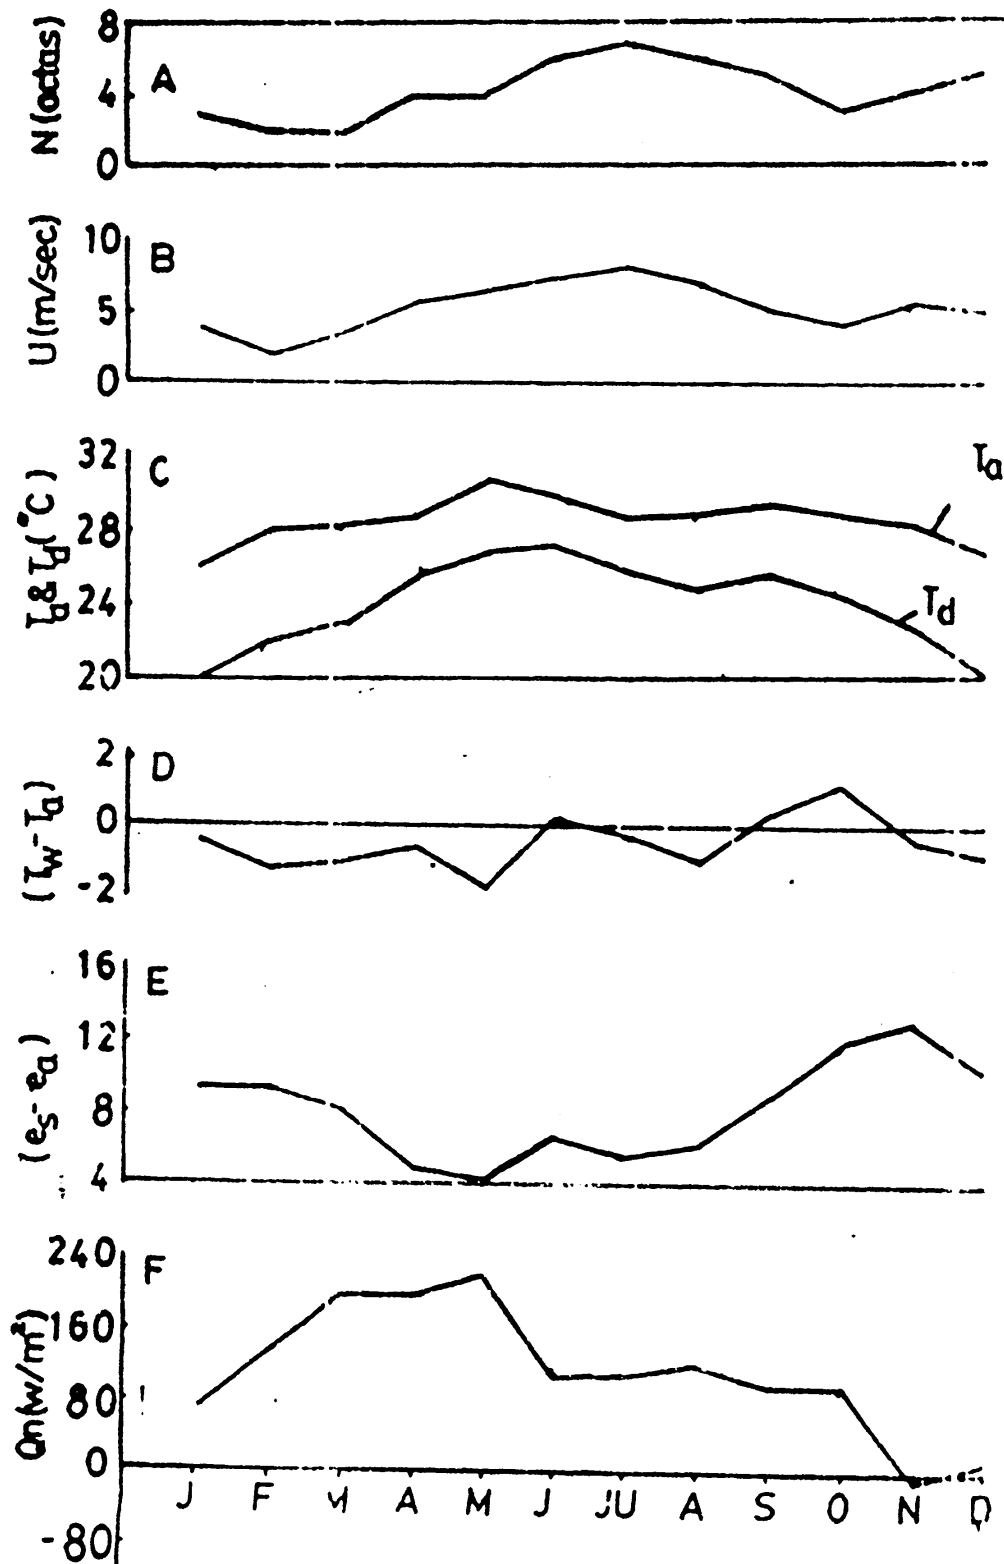 8
A
N (octas)
4
0
10
B
U (m/sec)
5
0
32
C
Ta
28
Ta & Td (°C)
24
Td
20
2
D
0
(Tw-Ta)
-2
16
E
12
(es-ea)
8
4
240
F
160
Qn (w/m²)
80
0
J F M A M J JU A S O N D
-80